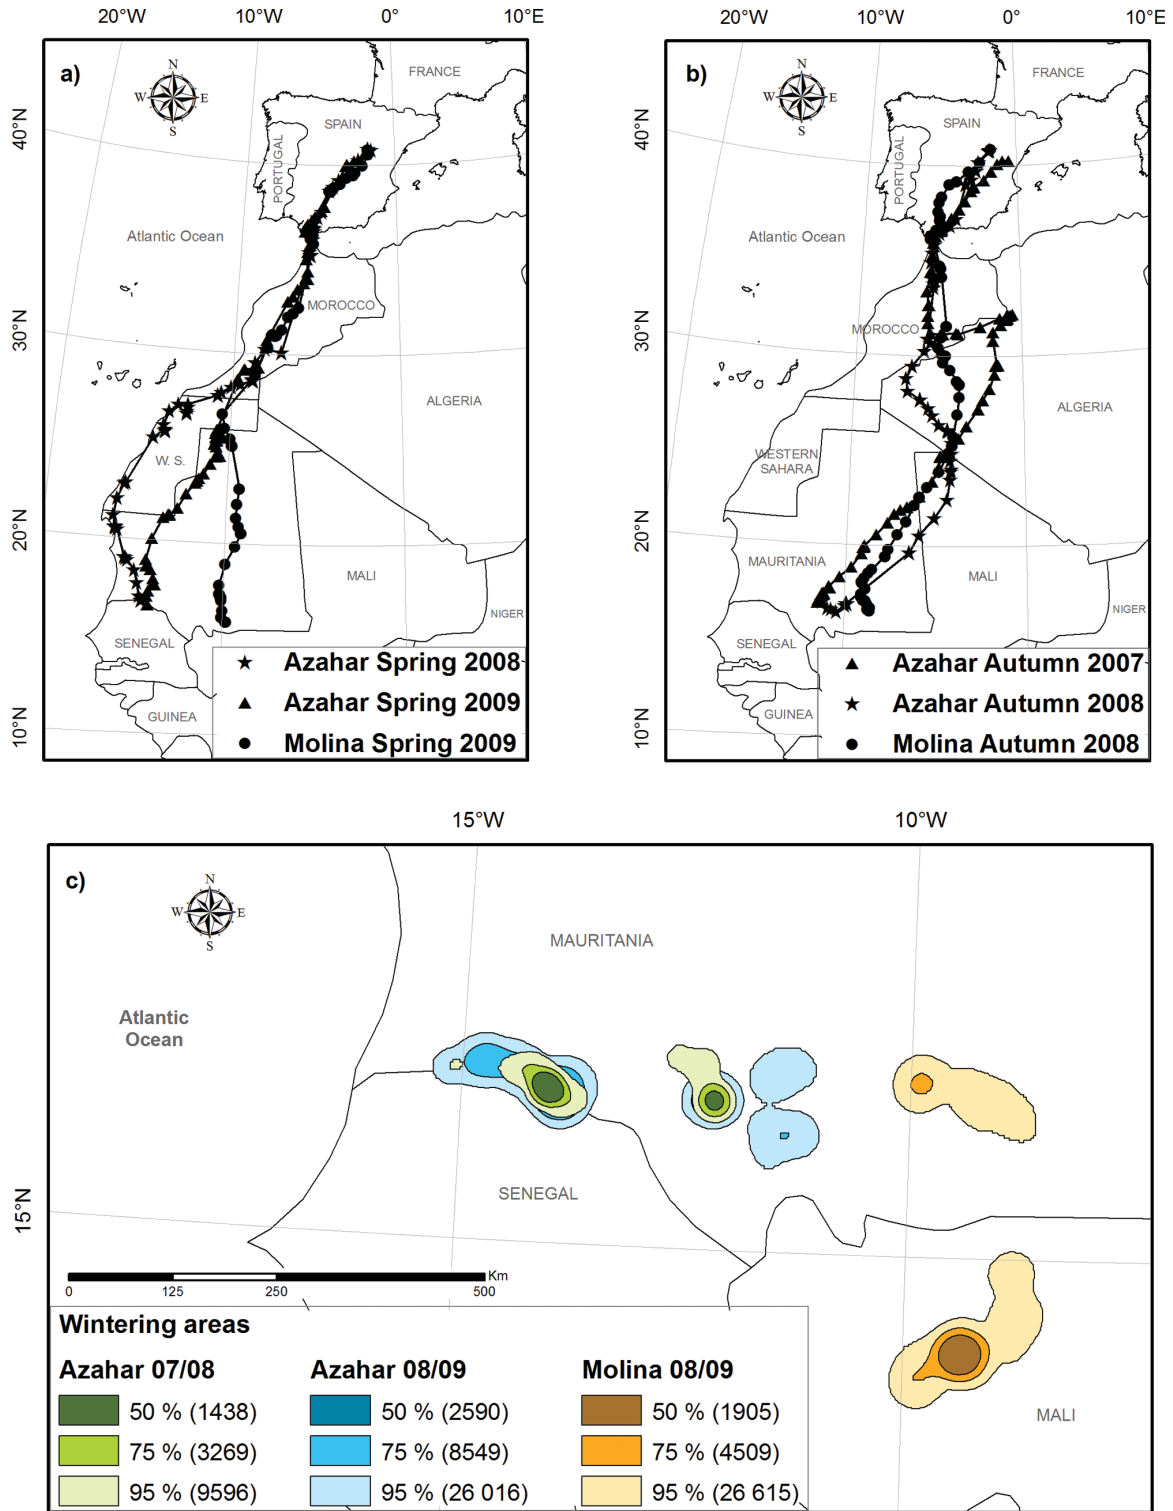 20°W 10°W 0° 10°E
20°W 10°W 0° 10°E
a)
N
W E
S
FRANCE
SPAIN
PORTUGAL
Atlantic Ocean
MOROCCO
ALGERIA
W. S.
MALI
NIGER
SENEGAL
GUINEA
40°N
30°N
20°N
10°N
Azahar Spring 2008
Azahar Spring 2009
Molina Spring 2009
b)
N
W E
S
FRANCE
SPAIN
PORTUGAL
Atlantic Ocean
MOROCCO
ALGERIA
WESTERN
SAHARA
MAURITANIA
MALI
NIGER
SENEGAL
GUINEA
40°N
30°N
20°N
10°N
Azahar Autumn 2007
Azahar Autumn 2008
Molina Autumn 2008
15°W 10°W
c)
N
W E
S
MAURITANIA
Atlantic
Ocean
SENEGAL
15°N
MALI
Km
0 125 250 500
Wintering areas
Azahar 07/08 Azahar 08/09 Molina 08/09
50 % (1438) 50 % (2590) 50 % (1905)
75 % (3269) 75 % (8549) 75 % (4509)
95 % (9596) 95 % (26 016) 95 % (26 615)